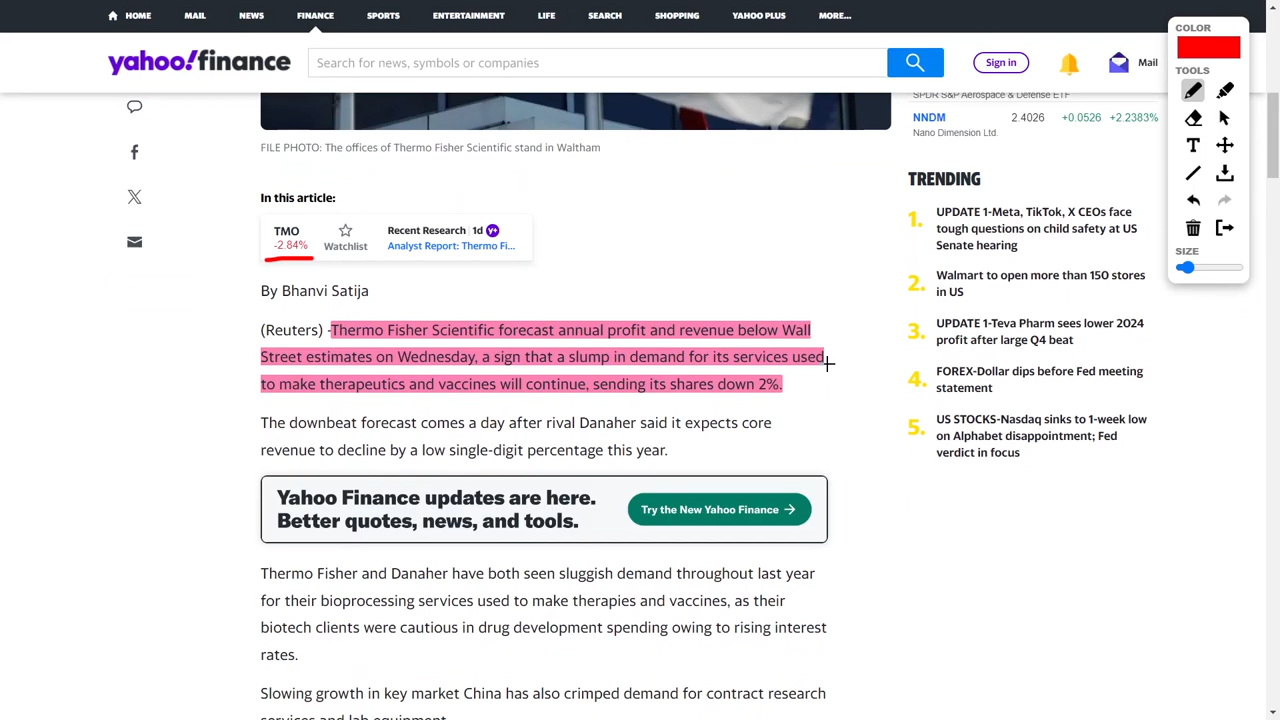 HOME MAIL NEWS FINANCE SPORTS ENTERTAINMENT LIFE SEARCH SHOPPING YAHOO PLUS MORE...
yahoo!finance
Search for news, symbols or companies
Sign in
Mail
COLOR
TOOLS
T
SIZE
FILE PHOTO: The offices of Thermo Fisher Scientific stand in Waltham
In this article:
TMO
-2.84%
Watchlist
Recent Research 1d Y+
Analyst Report: Thermo Fi...
By Bhanvi Satija
(Reuters) -Thermo Fisher Scientific forecast annual profit and revenue below Wall
Street estimates on Wednesday, a sign that a slump in demand for its services used
to make therapeutics and vaccines will continue, sending its shares down 2%.
The downbeat forecast comes a day after rival Danaher said it expects core
revenue to decline by a low single-digit percentage this year.
Yahoo Finance updates are here.
Better quotes, news, and tools.
Try the New Yahoo Finance
Thermo Fisher and Danaher have both seen sluggish demand throughout last year
for their bioprocessing services used to make therapies and vaccines, as their
biotech clients were cautious in drug development spending owing to rising interest
rates.
Slowing growth in key market China has also crimped demand for contract research
services and lab equipment.
SPDR S&P Aerospace & Defense ETF
NNDM 2.4026 +0.0526 +2.2383%
Nano Dimension Ltd.
TRENDING
1. UPDATE 1-Meta, TikTok, X CEOs face
tough questions on child safety at US
Senate hearing
2. Walmart to open more than 150 stores
in US
3. UPDATE 1-Teva Pharm sees lower 2024
profit after large Q4 beat
4. FOREX-Dollar dips before Fed meeting
statement
5. US STOCKS-Nasdaq sinks to 1-week low
on Alphabet disappointment; Fed
verdict in focus